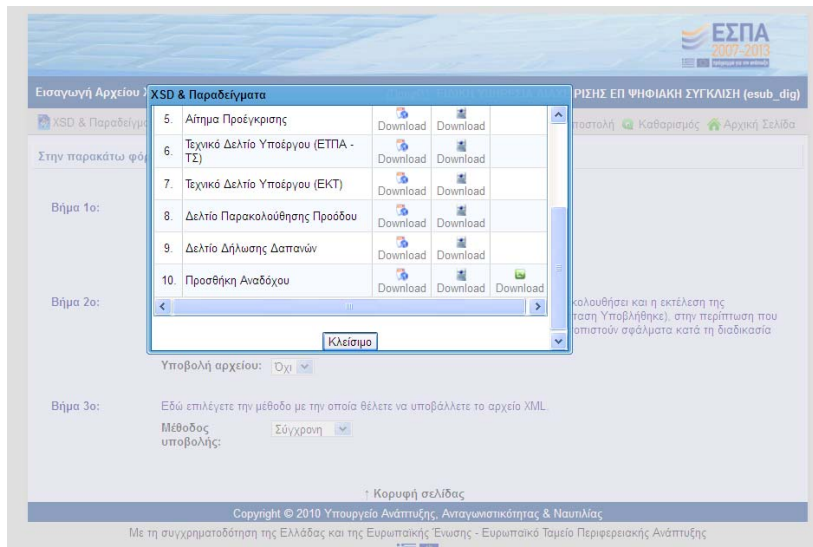 ΕΣΠΑ
2007-2013
Εισαγωγή Αρχείου
ΡΙΣΗΣ ΕΠ ΨΗΦΙΑΚΗ ΣΥΓΚΛΙΣΗ (esub_dig)
XSD & Παραδείγμα
ποστολή Καθαρισμός Αρχική Σελίδα
XSD & Παραδείγματα
5. Αίτημα Προέγκρισης Download Download
6. Τεχνικό Δελτίο Υποέργου (ΕΤΠΑ -
ΤΣ) Download Download
7. Τεχνικό Δελτίο Υποέργου (ΕΚΤ) Download Download
8. Δελτίο Παρακολούθησης Προόδου Download Download
9. Δελτίο Δήλωσης Δαπανών Download Download
10. Προσθήκη Αναδόχου Download Download Download
Κλείσιμο
Στην παρακάτω φόρ
Βήμα 1ο:
Βήμα 2ο:
κολουθήσει και η εκτέλεση της
ταση Υποβλήθηκε), στην περίπτωση που
οπιστούν σφάλματα κατά τη διαδικασία
Υποβολή αρχείου: Όχι
Βήμα 3ο: Εδώ επιλέγετε την μέθοδο με την οποία θέλετε να υποβάλλετε το αρχείο XML.
Μέθοδος Σύγχρονη
υποβολής:
↑ Κορυφή σελίδας
Copyright © 2010 Υπουργείο Ανάπτυξης, Ανταγωνιστικότητας & Ναυτιλίας
Με τη συγχρηματοδότηση της Ελλάδας και της Ευρωπαϊκής Ένωσης - Ευρωπαϊκό Ταμείο Περιφερειακής Ανάπτυξης